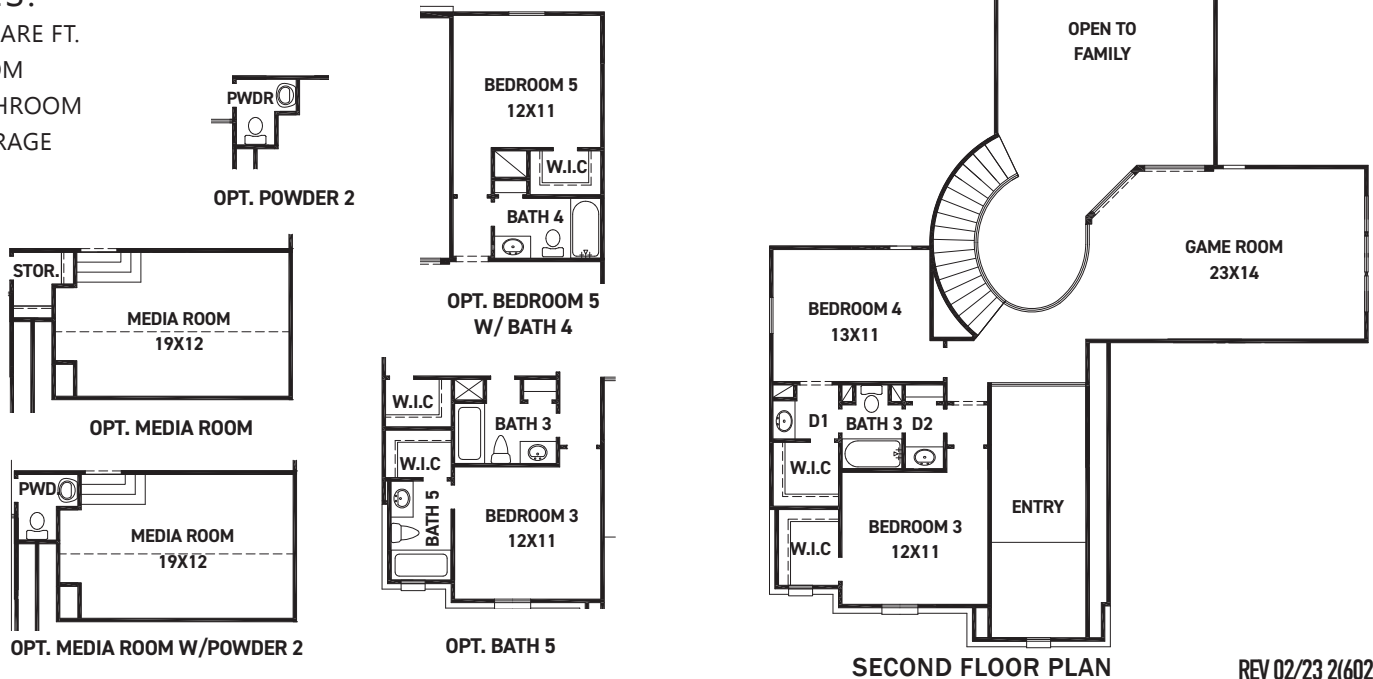 ARE FT.
OM
HROOM
RAGE
PWDR
OPT. POWDER 2
STOR.
MEDIA ROOM
19X12
OPT. MEDIA ROOM
PWD.
MEDIA ROOM
19X12
OPT. MEDIA ROOM W/POWDER 2
BEDROOM 5
12X11
W.I.C
BATH 4
OPT. BEDROOM 5
W/ BATH 4
W.I.C
BATH 3
W.I.C
BATH 5
BEDROOM 3
12X11
OPT. BATH 5
OPEN TO
FAMILY
GAME ROOM
23X14
BEDROOM 4
13X11
D1
BATH 3
D2
W.I.C
W.I.C
BEDROOM 3
12X11
ENTRY
SECOND FLOOR PLAN
REV 02/23 2(602